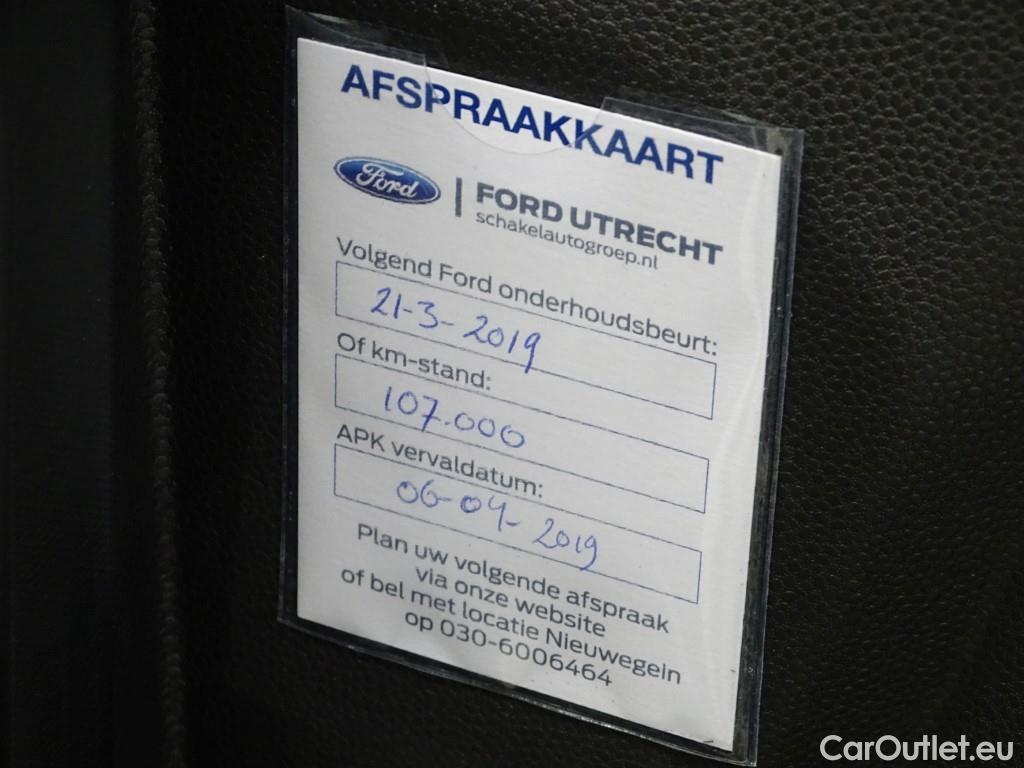 AFSPRAAKKAART
Ford | FORD UTRECHT
schakelautogroep.nl
Volgend Ford onderhoudsbeurt:
21-3-2019
Of km-stand:
107.000
APK vervaldatum:
06-04-2019
Plan uw volgende afspraak
via onze website
of bel met locatie Nieuwegein
op 030-6006464
CarOutlet.eu